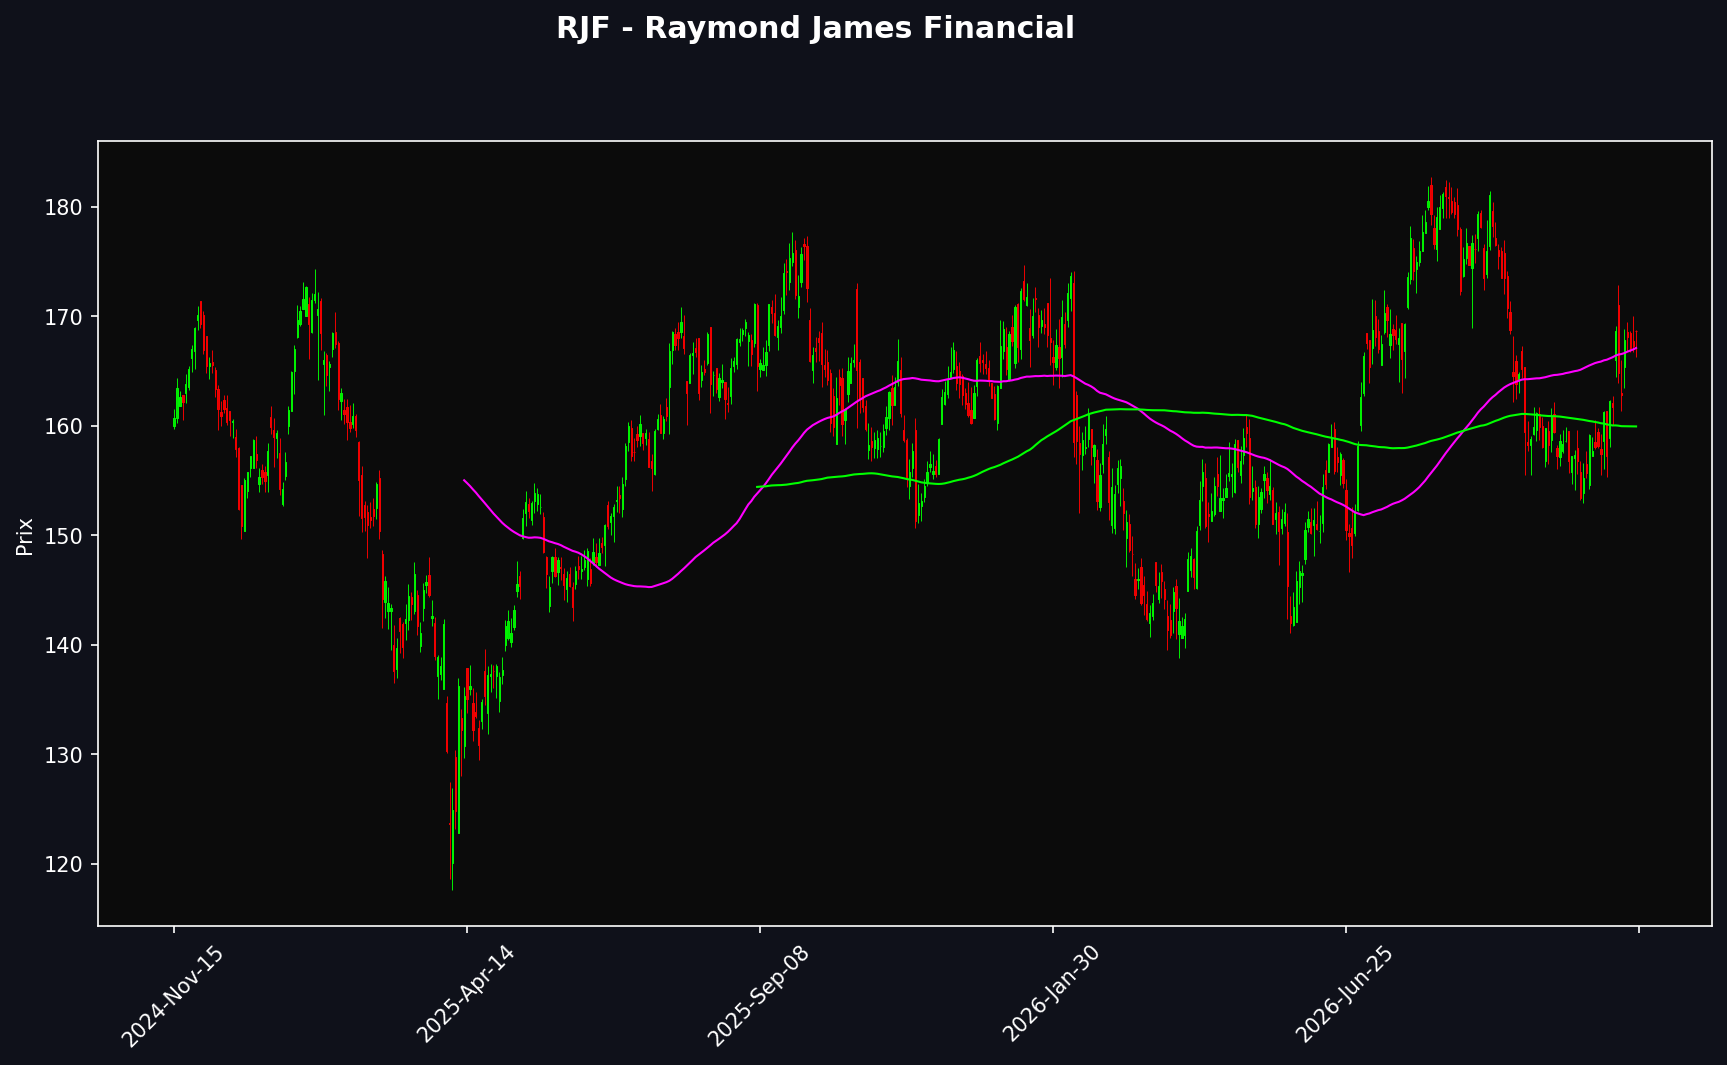 RJF - Raymond James Financial
Prix
180
170
160
150
140
130
120
2024-Nov-15
2025-Apr-14
2025-Sep-08
2026-Jan-30
2026-Jun-25